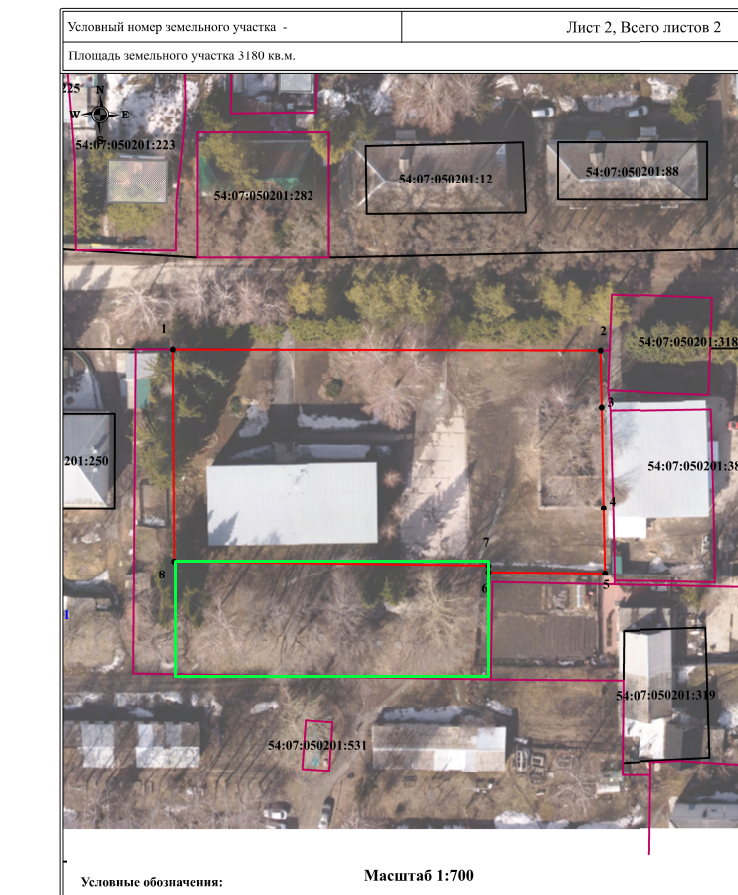 Условный номер земельного участка -
Лист 2, Всего листов 2
Площадь земельного участка 3180 кв.м.
225
N
W E
S
54:07:050201:223
54:07:050201:282
54:07:050201:12
54:07:050201:88
1
2
54:07:050201:318
3
201:250
54:07:050201:38
4
7
8
6
5
1
54:07:050201:319
54:07:050201:531
Масштаб 1:700
Условные обозначения: